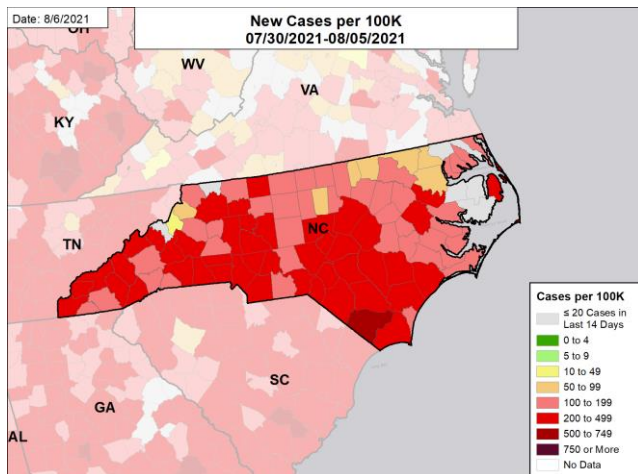 Date: 8/6/2021
New Cases per 100K
07/30/2021-08/05/2021
OH
WV
VA
KY
TN
NC
SC
GA
AL
Cases per 100K
≤ 20 Cases in
Last 14 Days
0 to 4
5 to 9
10 to 49
50 to 99
100 to 199
200 to 499
500 to 749
750 or More
No Data